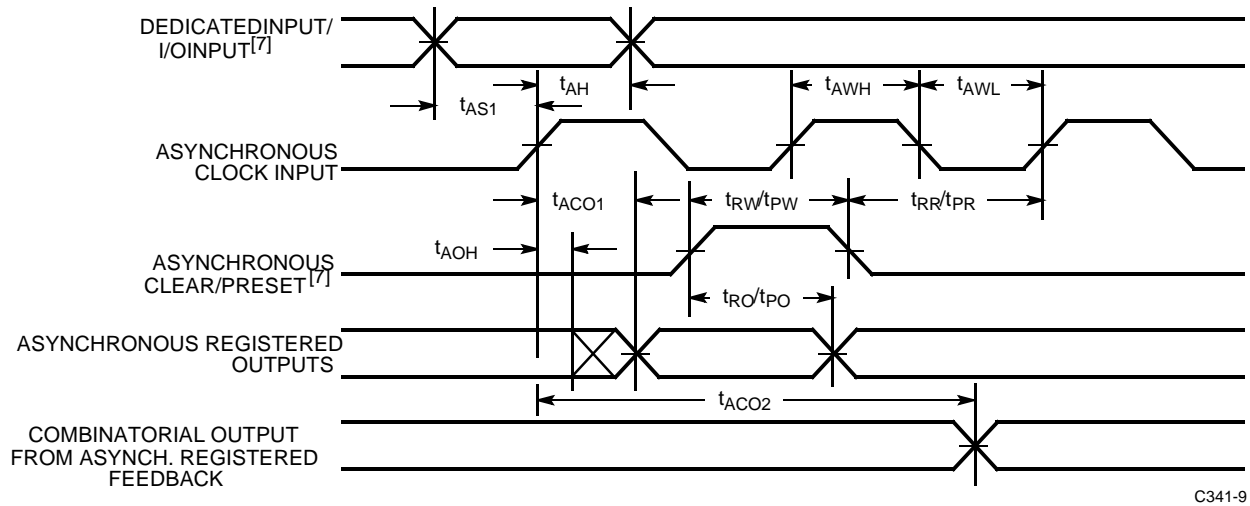 DEDICATEDINPUT/
I/OINPUT[7]
tAH
tAWH
tAWL
tAS1
ASYNCHRONOUS
CLOCK INPUT
tACO1
tRW/tPW
tRR/tPR
tAOH
ASYNCHRONOUS
CLEAR/PRESET[7]
tRO/tPO
ASYNCHRONOUS REGISTERED
OUTPUTS
tACO2
COMBINATORIAL OUTPUT
FROM ASYNCH. REGISTERED
FEEDBACK
C341-9